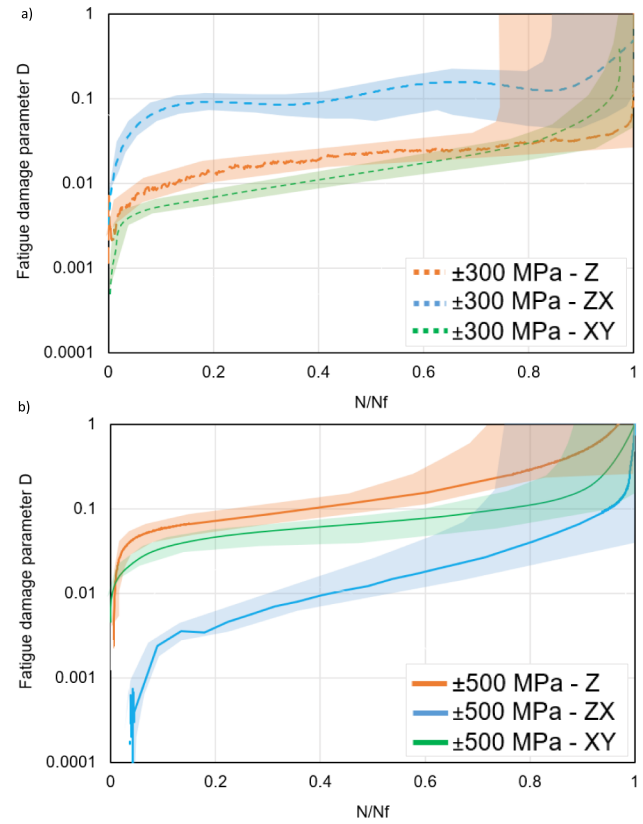 a)
Fatigue damage parameter D
1
0.1
0.01
0.001
0.0001
±300 MPa - Z
±300 MPa - ZX
±300 MPa - XY
0
0.2
0.4
0.6
0.8
1
N/Nf
b)
Fatigue damage parameter D
1
0.1
0.01
0.001
0.0001
±500 MPa - Z
±500 MPa - ZX
±500 MPa - XY
0
0.2
0.4
0.6
0.8
1
N/Nf